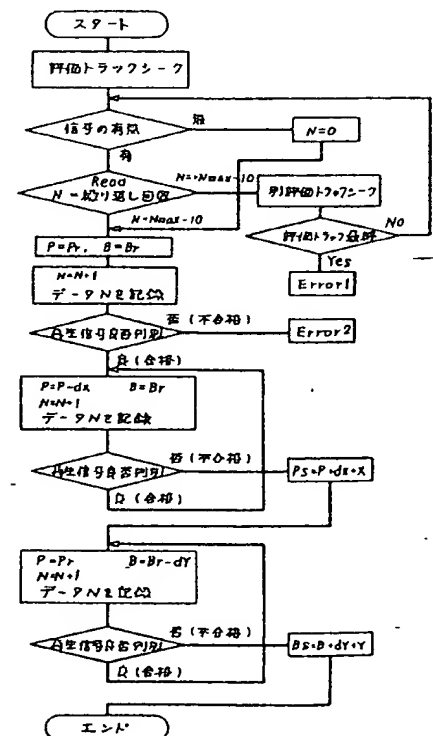 スタート
評価トラックシーク
信号の有無
無
N=0
有
Read
N=繰り返し回数
N=>Nmax-10
N<Nmax-10
別評価トラックシーク
評価トラック最終
NO
Yes
Error1
P=Pr, B=Br
N=N+1
データNを記録
再生信号良否判別
否(不合格)
Error2
良(合格)
P=P-dx B=Br
N=N+1
データNを記録
再生信号良否判別
否(不合格)
Ps=P+dx+X
良(合格)
P=Pr B=Br-dY
N=N+1
データNを記録
再生信号良否判別
否(不合格)
Bs=B+dY+Y
良(合格)
エンド